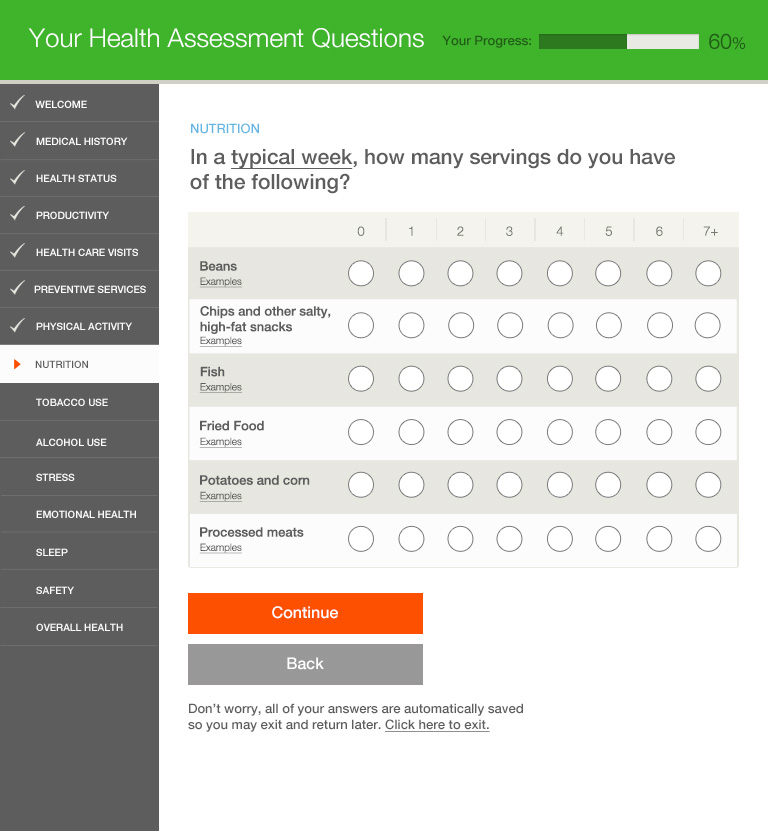 Your Health Assessment Questions
Your Progress:
60%
WELCOME
MEDICAL HISTORY
HEALTH STATUS
PRODUCTIVITY
HEALTH CARE VISITS
PREVENTIVE SERVICES
PHYSICAL ACTIVITY
NUTRITION
TOBACCO USE
ALCOHOL USE
STRESS
EMOTIONAL HEALTH
SLEEP
SAFETY
OVERALL HEALTH
NUTRITION
In a typical week, how many servings do you have
of the following?
0 1 2 3 4 5 6 7+
Beans
Examples
Chips and other salty,
high-fat snacks
Examples
Fish
Examples
Fried Food
Examples
Potatoes and corn
Examples
Processed meats
Examples
Continue
Back
Don't worry, all of your answers are automatically saved
so you may exit and return later. Click here to exit.